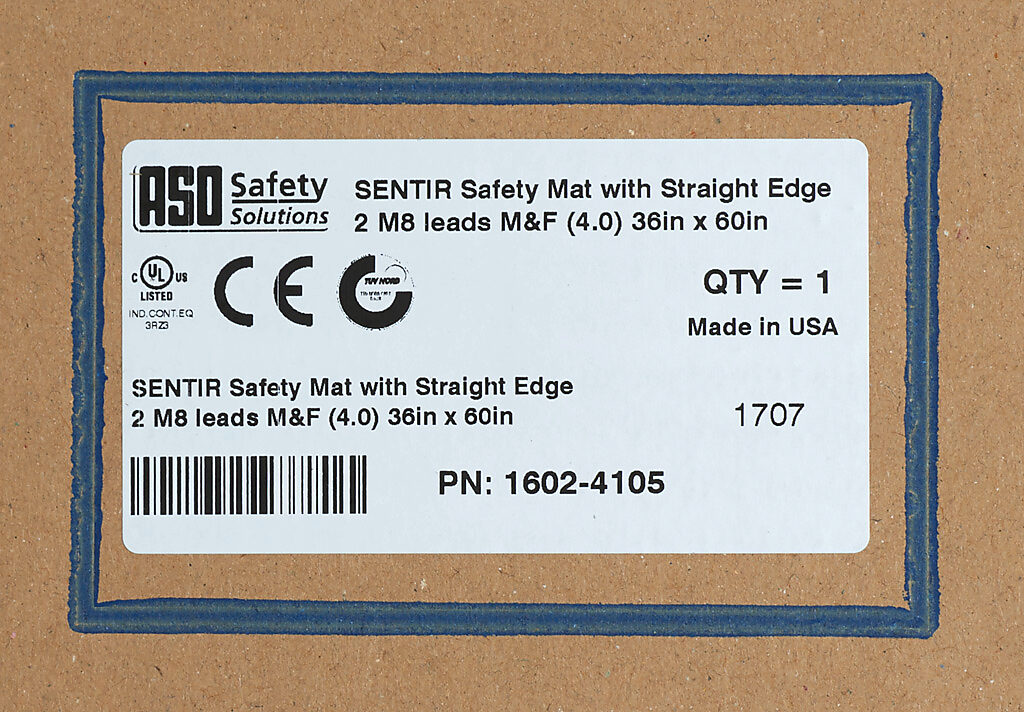 ASO Safety
Solutions
SENTIR Safety Mat with Straight Edge
2 M8 leads M&F (4.0) 36in x 60in
C UL US
LISTED
IND.CONT.EQ
3RZ3
CE
TUV NORD
QTY = 1
Made in USA
SENTIR Safety Mat with Straight Edge
2 M8 leads M&F (4.0) 36in x 60in
1707
PN: 1602-4105